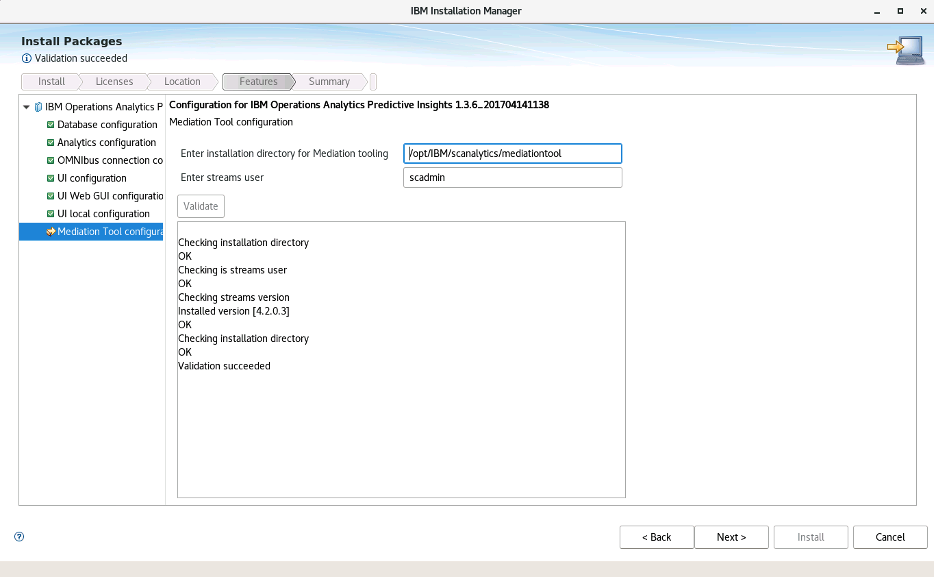 IBM Installation Manager
Install Packages
Validation succeeded
Install Licenses Location Features Summary
IBM Operations Analytics P
Database configuration
Analytics configuration
OMNIbus connection co
UI configuration
UI Web GUI configuratio
UI local configuration
Mediation Tool configura
Configuration for IBM Operations Analytics Predictive Insights 1.3.6_201704141138
Mediation Tool configuration
Enter installation directory for Mediation tooling /opt/IBM/scanalytics/mediationtool
Enter streams user scadmin
Validate
Checking installation directory
OK
Checking is streams user
OK
Checking streams version
Installed version [4.2.0.3]
OK
Checking installation directory
OK
Validation succeeded
< Back Next > Install Cancel